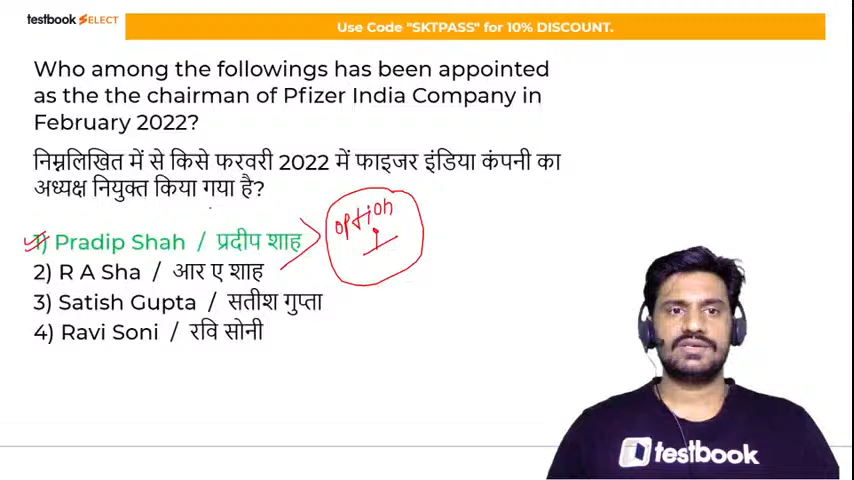 testbook SELECT
Use Code "SKTPASS" for 10% DISCOUNT.
Who among the followings has been appointed
as the the chairman of Pfizer India Company in
February 2022?
निम्नलिखित में से किसे फरवरी 2022 में फाइजर इंडिया कंपनी का
अध्यक्ष नियुक्त किया गया है?
1) Pradip Shah / प्रदीप शाह
option
1
2) R A Sha / आर ए शाह
3) Satish Gupta / सतीश गुप्ता
4) Ravi Soni / रवि सोनी
testbook